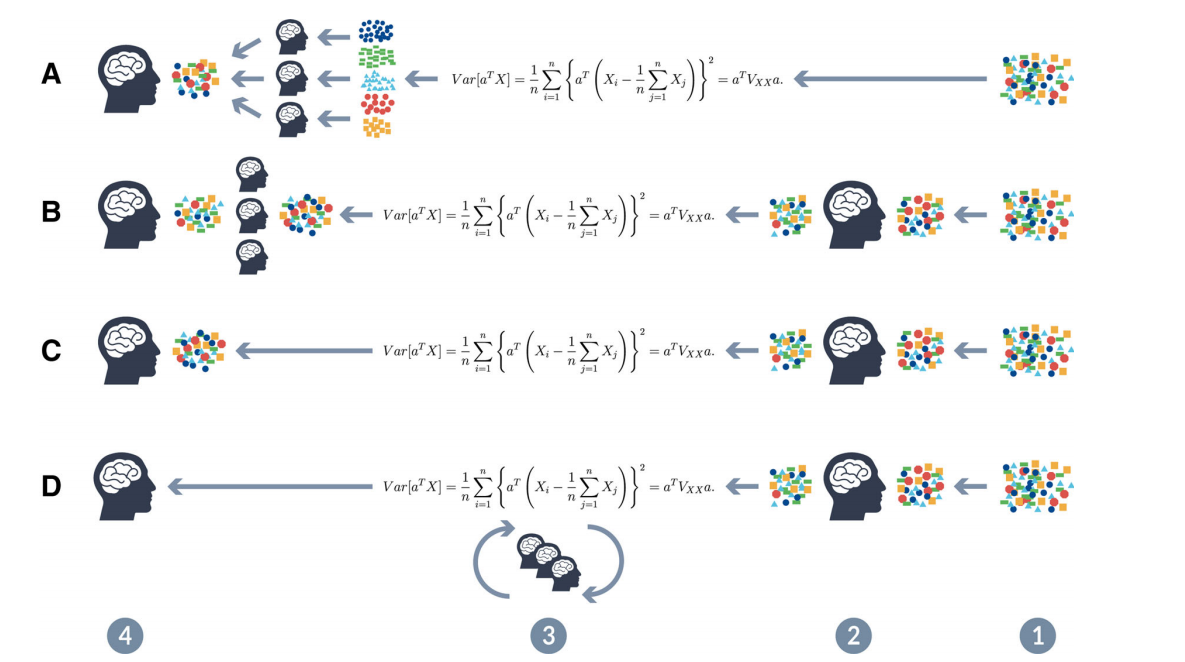 A
Var[a^T X] = \frac{1}{n} \sum_{i=1}^{n} \left\{ a^T \left( X_i - \frac{1}{n} \sum_{j=1}^{n} X_j \right) \right\}^2 = a^T V_{XX} a.
B
Var[a^T X] = \frac{1}{n} \sum_{i=1}^{n} \left\{ a^T \left( X_i - \frac{1}{n} \sum_{j=1}^{n} X_j \right) \right\}^2 = a^T V_{XX} a.
C
Var[a^T X] = \frac{1}{n} \sum_{i=1}^{n} \left\{ a^T \left( X_i - \frac{1}{n} \sum_{j=1}^{n} X_j \right) \right\}^2 = a^T V_{XX} a.
D
Var[a^T X] = \frac{1}{n} \sum_{i=1}^{n} \left\{ a^T \left( X_i - \frac{1}{n} \sum_{j=1}^{n} X_j \right) \right\}^2 = a^T V_{XX} a.
4 3 2 1